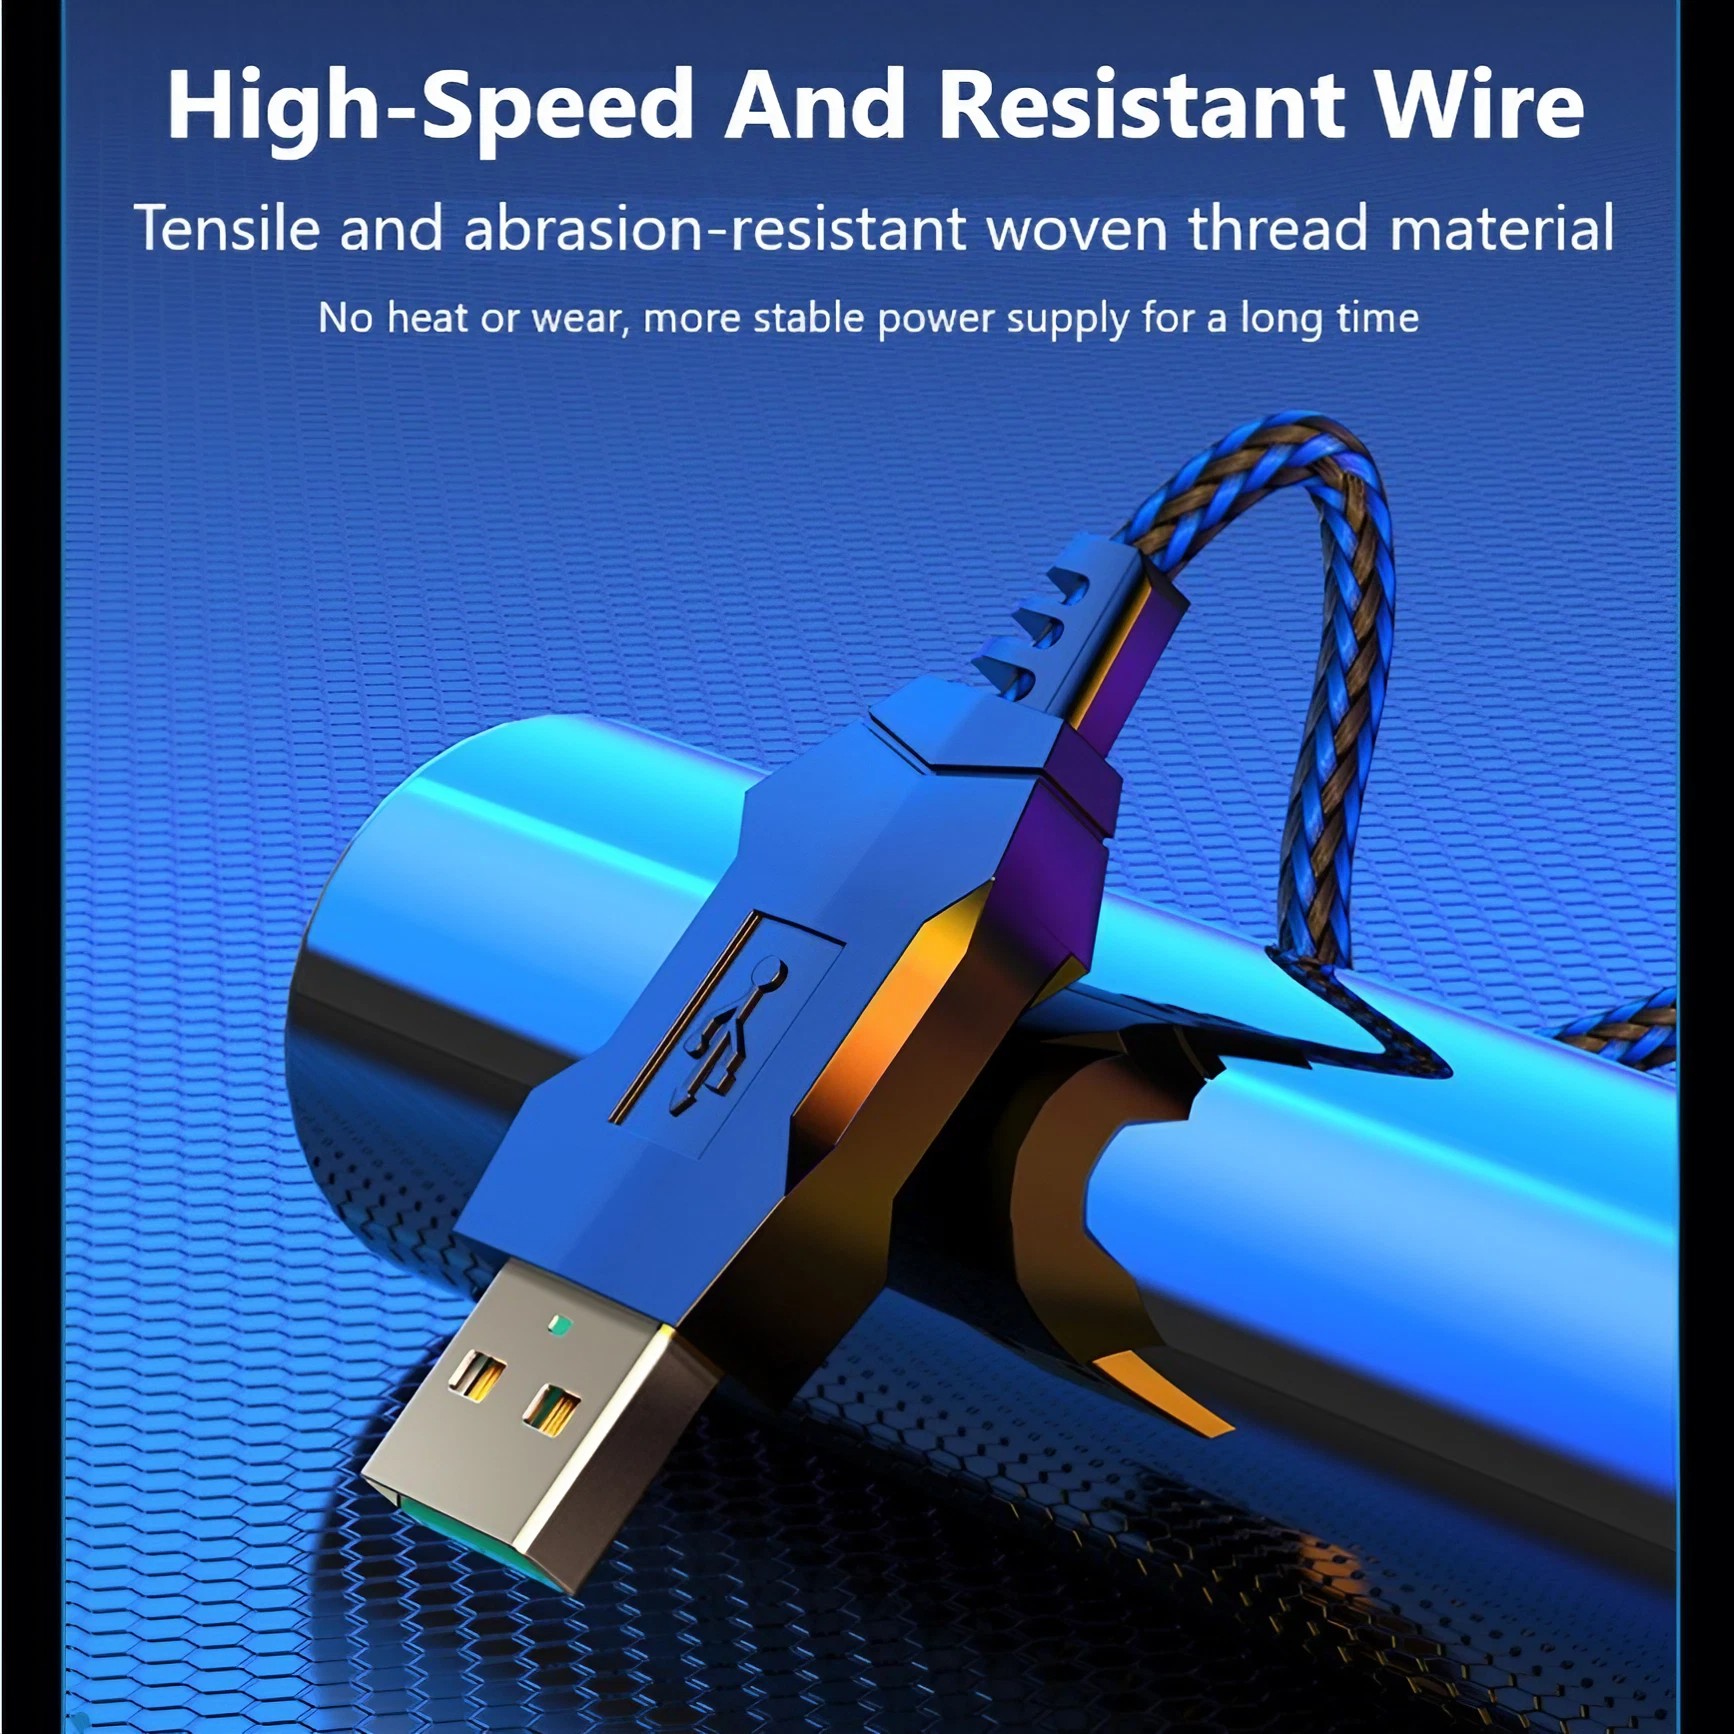 High-Speed And Resistant Wire
Tensile and abrasion-resistant woven thread material
No heat or wear, more stable power supply for a long time